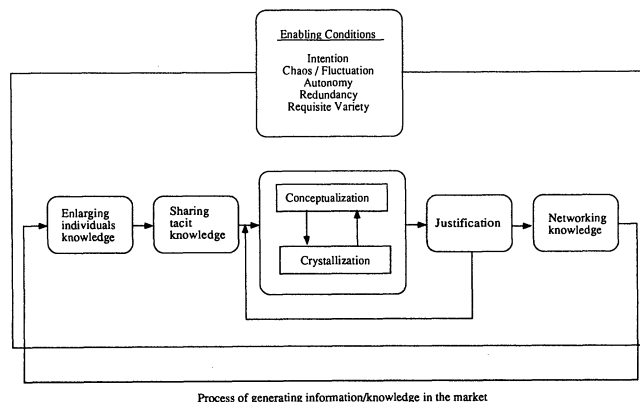 Enabling Conditions
Intention
Chaos / Fluctuation
Autonomy
Redundancy
Requisite Variety
Enlarging
individuals
knowledge
Sharing
tacit
knowledge
Conceptualization
Crystallization
Justification
Networking
knowledge
Process of generating information/knowledge in the market